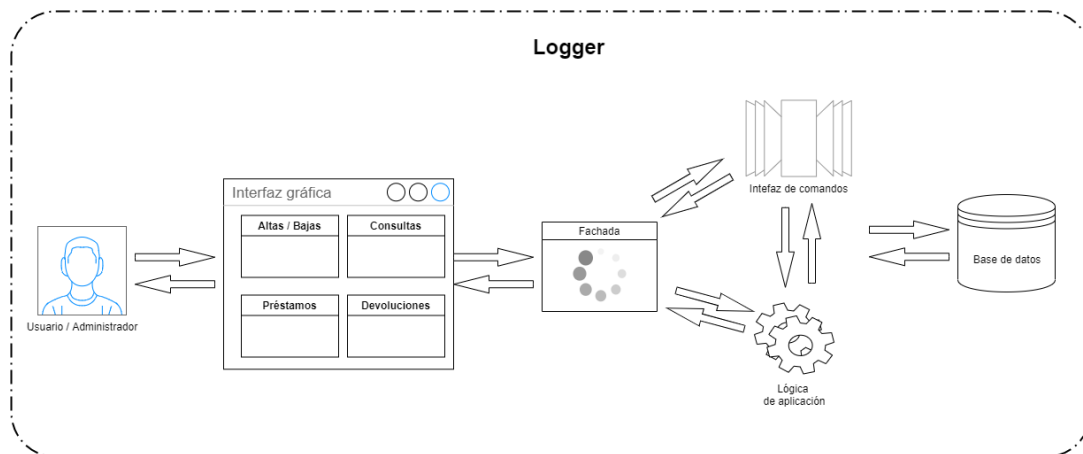 Logger
Interfaz gráfica
Altas / Bajas
Consultas
Préstamos
Devoluciones
Usuario / Administrador
Fachada
Intefaz de comandos
Lógica
de aplicación
Base de datos